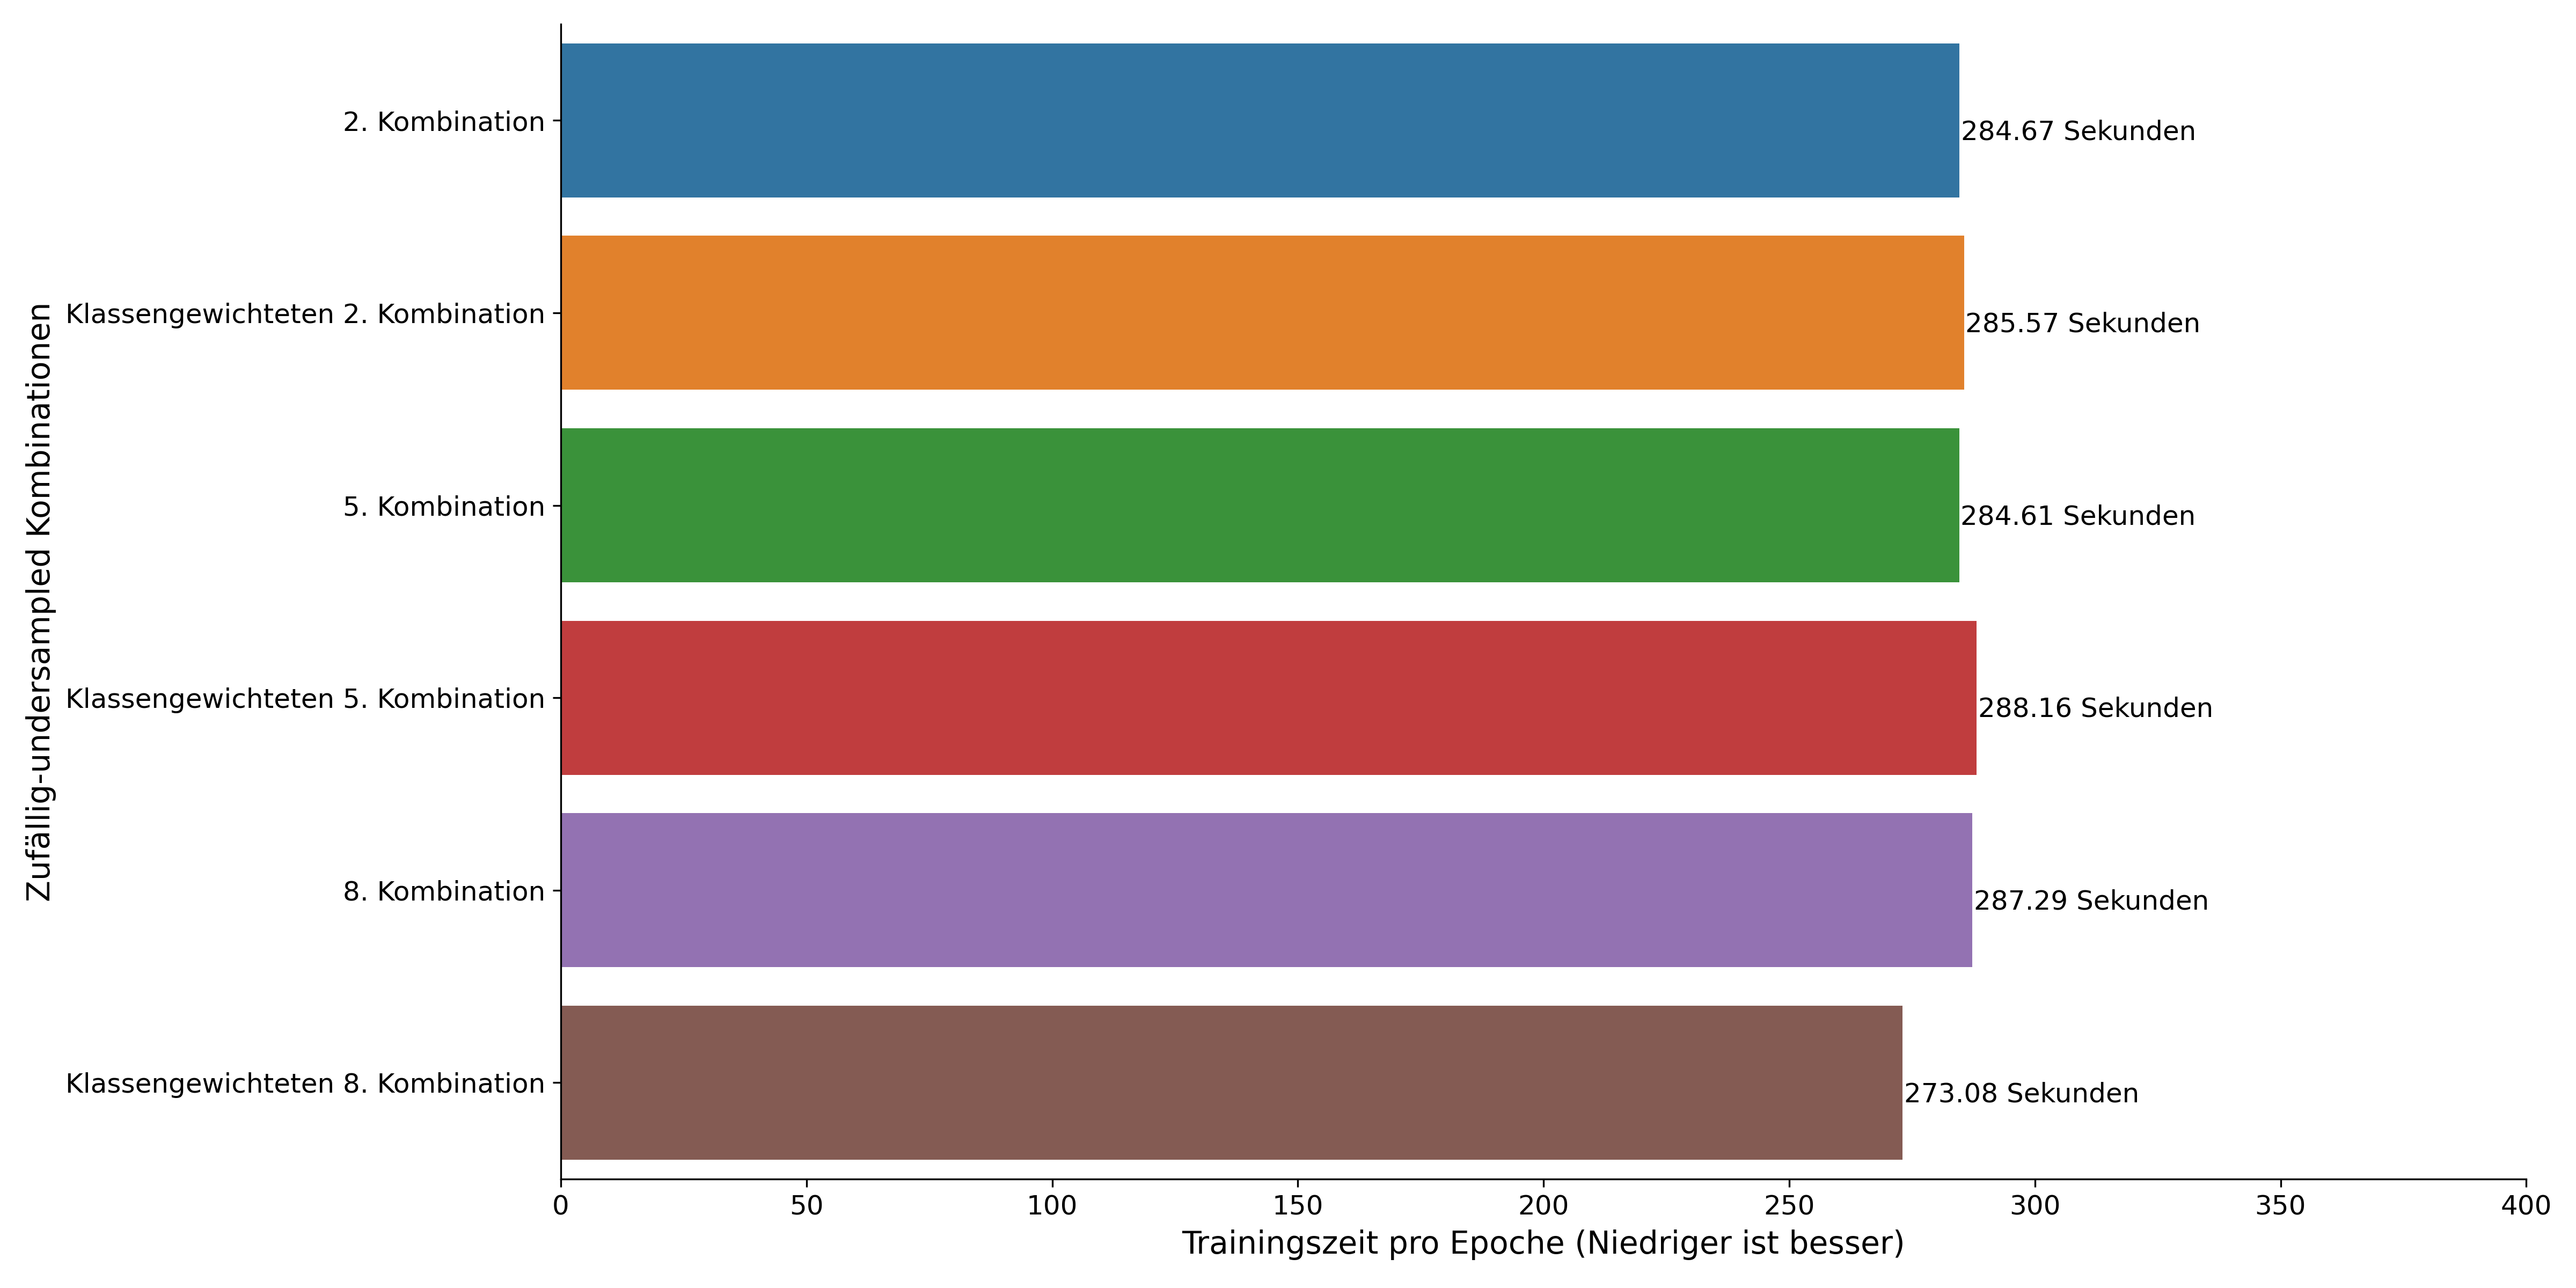 Zufällig-undersampled Kombinationen
2. Kombination
284.67 Sekunden
Klassengewichteten 2. Kombination
285.57 Sekunden
5. Kombination
284.61 Sekunden
Klassengewichteten 5. Kombination
288.16 Sekunden
8. Kombination
287.29 Sekunden
Klassengewichteten 8. Kombination
273.08 Sekunden
0 50 100 150 200 250 300 350 400
Trainingszeit pro Epoche (Niedriger ist besser)